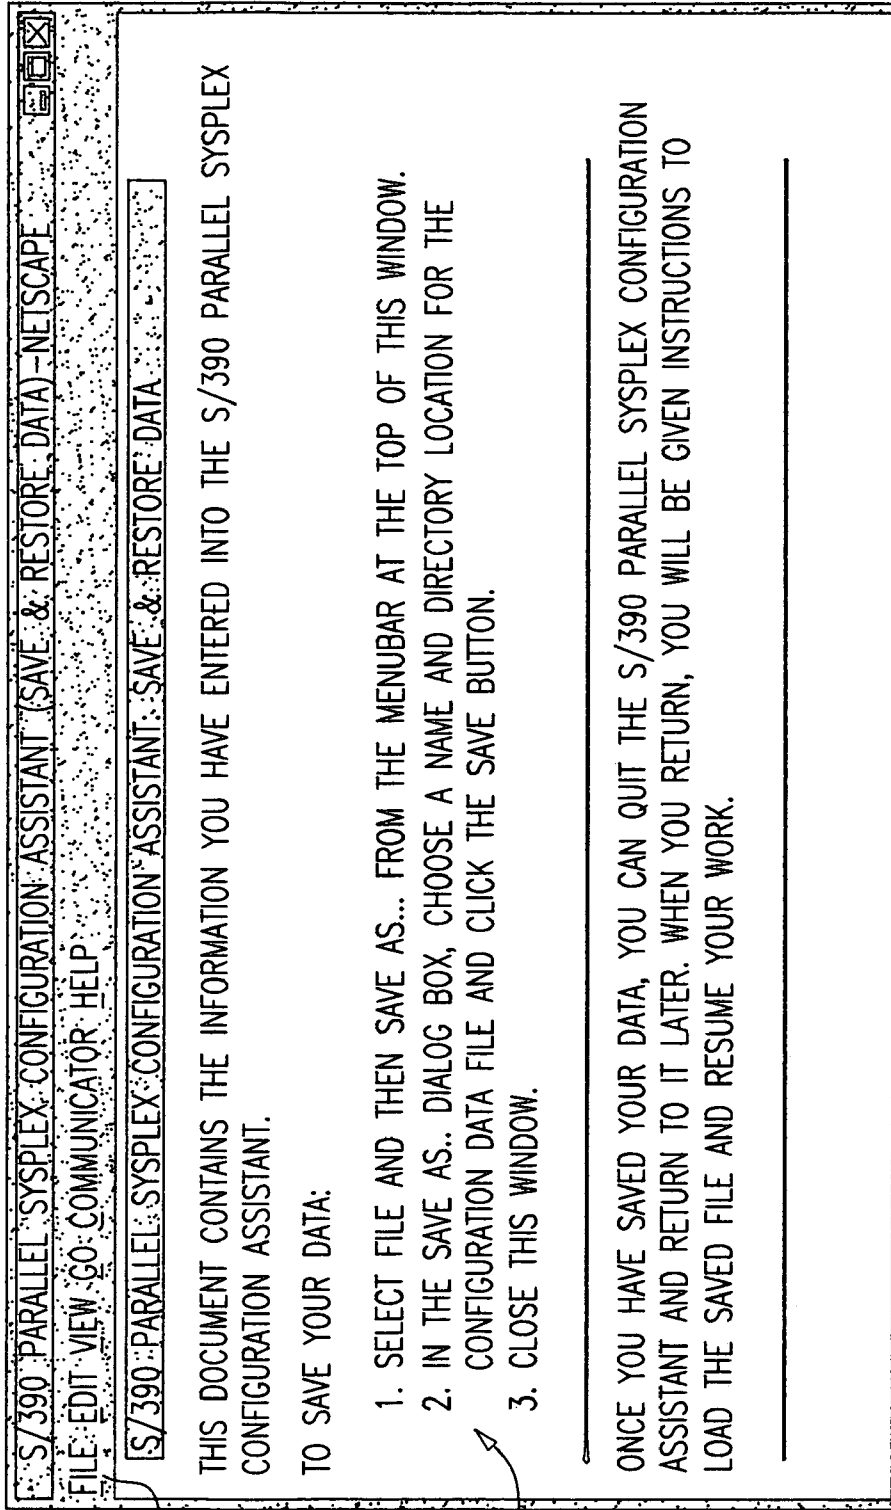 S/390 PARALLEL SYSPLEX CONFIGURATION ASSISTANT (SAVE & RESTORE DATA)-NETSCAPE
FILE EDIT VIEW GO COMMUNICATOR HELP
S/390 PARALLEL SYSPLEX CONFIGURATION ASSISTANT: SAVE & RESTORE DATA
THIS DOCUMENT CONTAINS THE INFORMATION YOU HAVE ENTERED INTO THE S/390 PARALLEL SYSPLEX
CONFIGURATION ASSISTANT.
TO SAVE YOUR DATA:
1. SELECT FILE AND THEN SAVE AS... FROM THE MENUBAR AT THE TOP OF THIS WINDOW.
2. IN THE SAVE AS.. DIALOG BOX, CHOOSE A NAME AND DIRECTORY LOCATION FOR THE
CONFIGURATION DATA FILE AND CLICK THE SAVE BUTTON.
3. CLOSE THIS WINDOW.
ONCE YOU HAVE SAVED YOUR DATA, YOU CAN QUIT THE S/390 PARALLEL SYSPLEX CONFIGURATION
ASSISTANT AND RETURN TO IT LATER. WHEN YOU RETURN, YOU WILL BE GIVEN INSTRUCTIONS TO
LOAD THE SAVED FILE AND RESUME YOUR WORK.